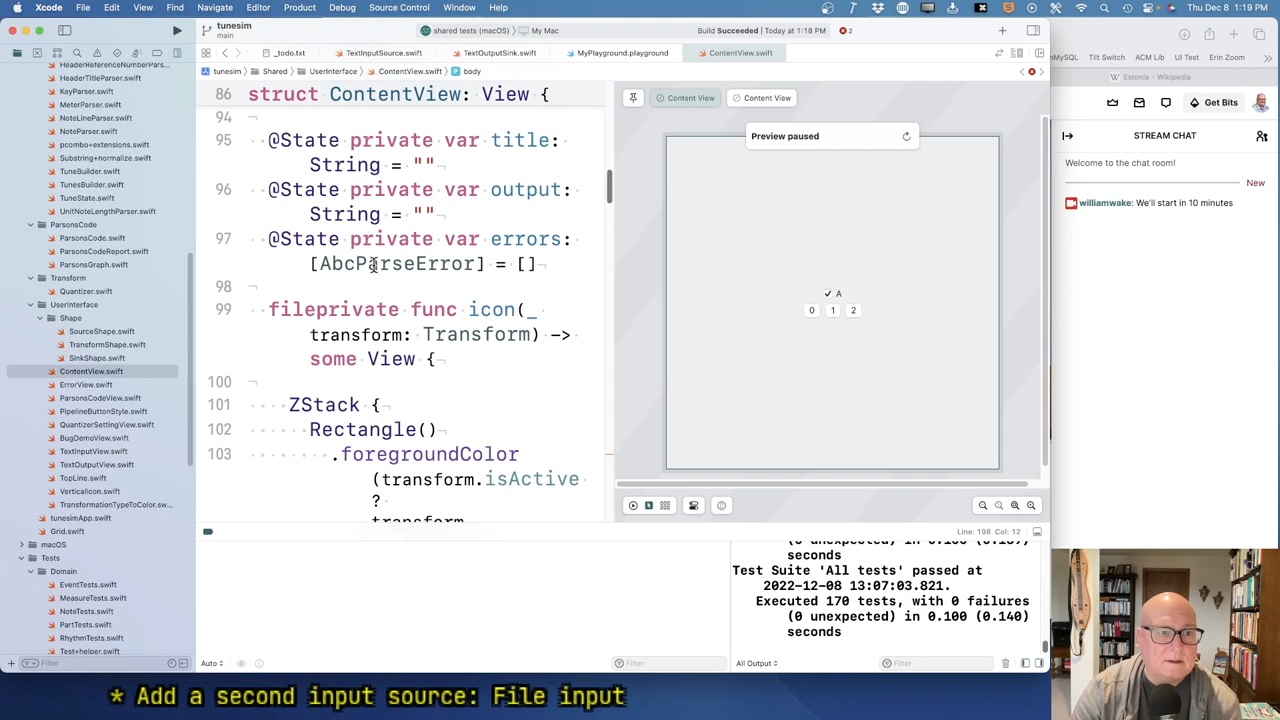 Xcode File Edit View Find Navigate Editor Product Debug Source Control Window Help
tunesim
main
shared tests (macOS) 〉 My Mac
Build Succeeded | Today at 1:18 PM
2
_todo.txt
TextInputSource.swift
TextOutputSink.swift
MyPlayground.playground
ContentView.swift
tunesim 〉 Shared 〉 UserInterface 〉 ContentView.swift 〉 body
HeaderReferenceNumberPars...
HeaderTitleParser.swift
KeyParser.swift
MeterParser.swift
NoteLineParser.swift
NoteParser.swift
pcombo+extensions.swift
Substring+normalize.swift
TuneBuilder.swift
TunesBuilder.swift
TuneState.swift
UnitNoteLengthParser.swift
ParsonsCode
ParsonsCode.swift
ParsonsCodeReport.swift
ParsonsGraph.swift
Transform
Quantizer.swift
UserInterface
Shape
SourceShape.swift
TransformShape.swift
SinkShape.swift
ContentView.swift
ErrorView.swift
ParsonsCodeView.swift
PipelineButtonStyle.swift
QuantizerSettingView.swift
BugDemoView.swift
TextInputView.swift
TextOutputView.swift
TopLine.swift
VerticalIcon.swift
TransformationTypeToColor.sw...
tunesimApp.swift
Grid.swift
macOS
Tests
Domain
EventTests.swift
MeasureTests.swift
NoteTests.swift
PartTests.swift
RhythmTests.swift
Test+helper.swift
Filter
86 struct ContentView: View {
94
95 @State private var title:
String = ""
96 @State private var output:
String = ""
97 @State private var errors:
[AbcParseError] = []
98
99 fileprivate func icon(_
transform: Transform) ->
some View {
100
101 ZStack {
102 Rectangle()
103 .foregroundColor
(transform.isActive
?
transform
Content View
Content View
Preview paused
A
0 1 2
Line: 198 Col: 12
(0 unexpected) in 0.100 (0.139)
seconds
Test Suite 'All tests' passed at
2022-12-08 13:07:03.821.
Executed 170 tests, with 0 failures
(0 unexpected) in 0.100 (0.140)
seconds
Auto
Filter
All Output
Filter
MySQL Tilt Switch ACM Lib UI Test Erin Zoom
Estonia - Wikipedia
Get Bits
STREAM CHAT
Welcome to the chat room!
New
williamwake: We'll start in 10 minutes
* Add a second input source: File input